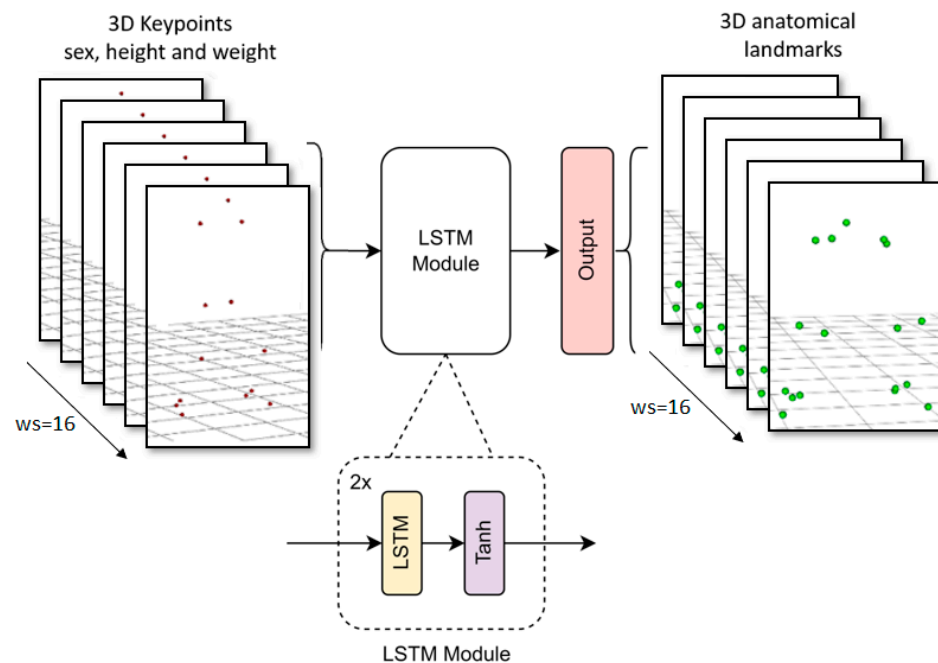 3D Keypoints
sex, height and weight
3D anatomical
landmarks
LSTM
Module
Output
ws=16
ws=16
2x
LSTM
Tanh
LSTM Module